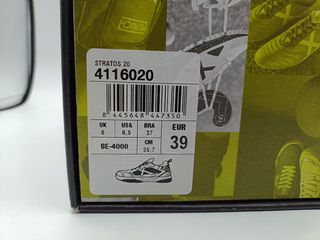 STRATOS 20
4116020
8 445648 447350
UK USA BRA EUR
6 6,5 37 39
BE-4000 CM
25,7